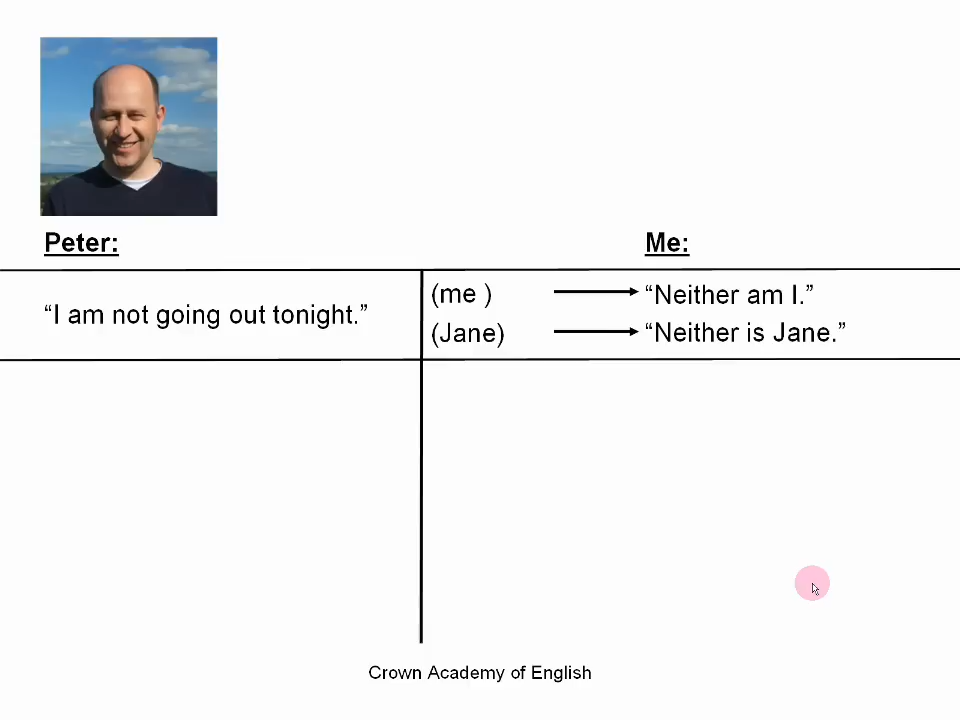 Peter:
Me:
“I am not going out tonight.”
(me )
“Neither am I.”
(Jane)
“Neither is Jane.”
Crown Academy of English